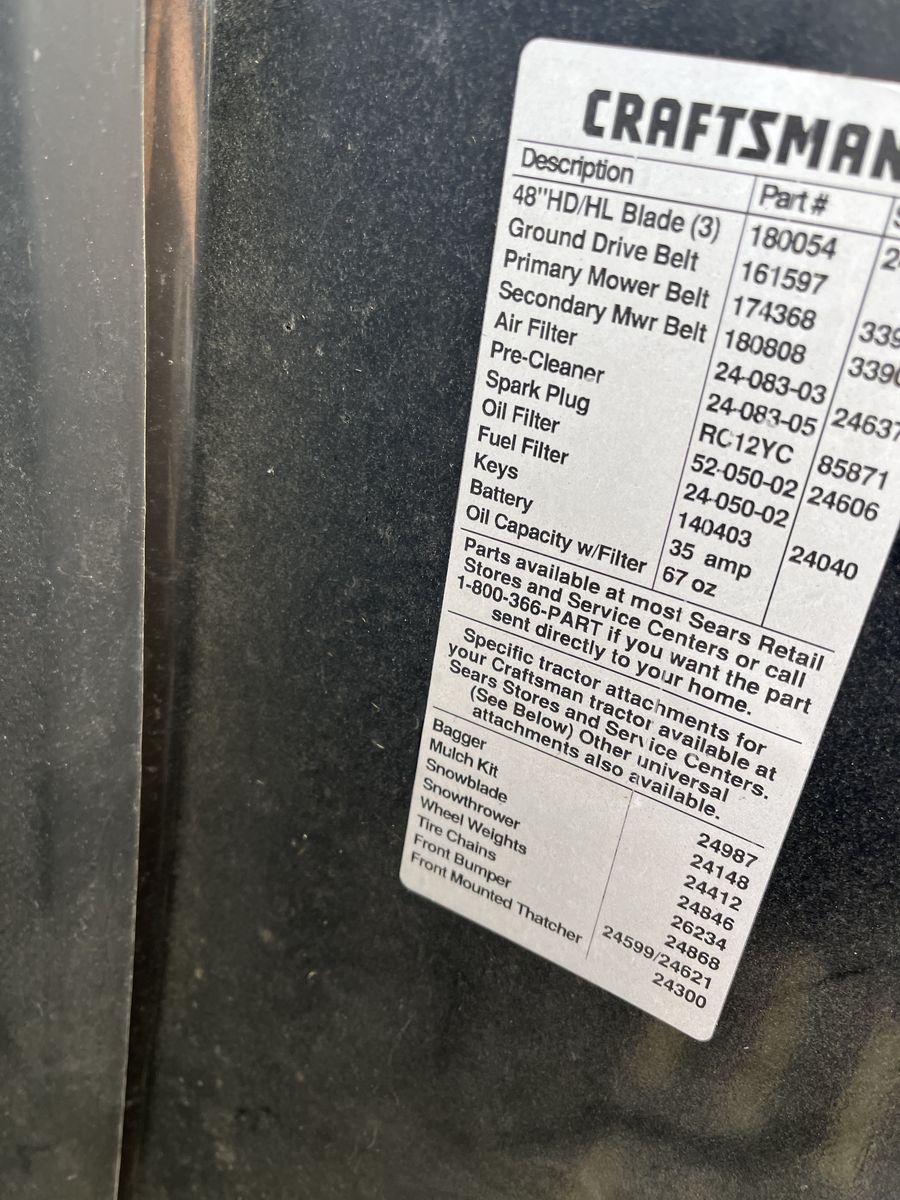 CRAFTSMAN
Description Part #
48"HD/HL Blade (3) 180054
Ground Drive Belt 161597
Primary Mower Belt 174368 339
Secondary Mwr Belt 180808 3390
Air Filter 24-083-03 24637
Pre-Cleaner 24-083-05
Spark Plug RC12YC 85871
Oil Filter 52-050-02 24606
Fuel Filter 24-050-02
Keys 140403 24040
Battery 35 amp
Oil Capacity w/Filter 67 oz
Parts available at most Sears Retail
Stores and Service Centers or call
1-800-366-PART if you want the part
sent directly to your home.
Specific tractor attachments for
your Craftsman tractor available at
Sears Stores and Service Centers.
(See Below) Other universal
attachments also available.
Bagger 24987
Mulch Kit 24148
Snowblade 24412
Snowthrower 24846
Wheel Weights 26234
Tire Chains 24868
Front Bumper 24599/24621
Front Mounted Thatcher 24300